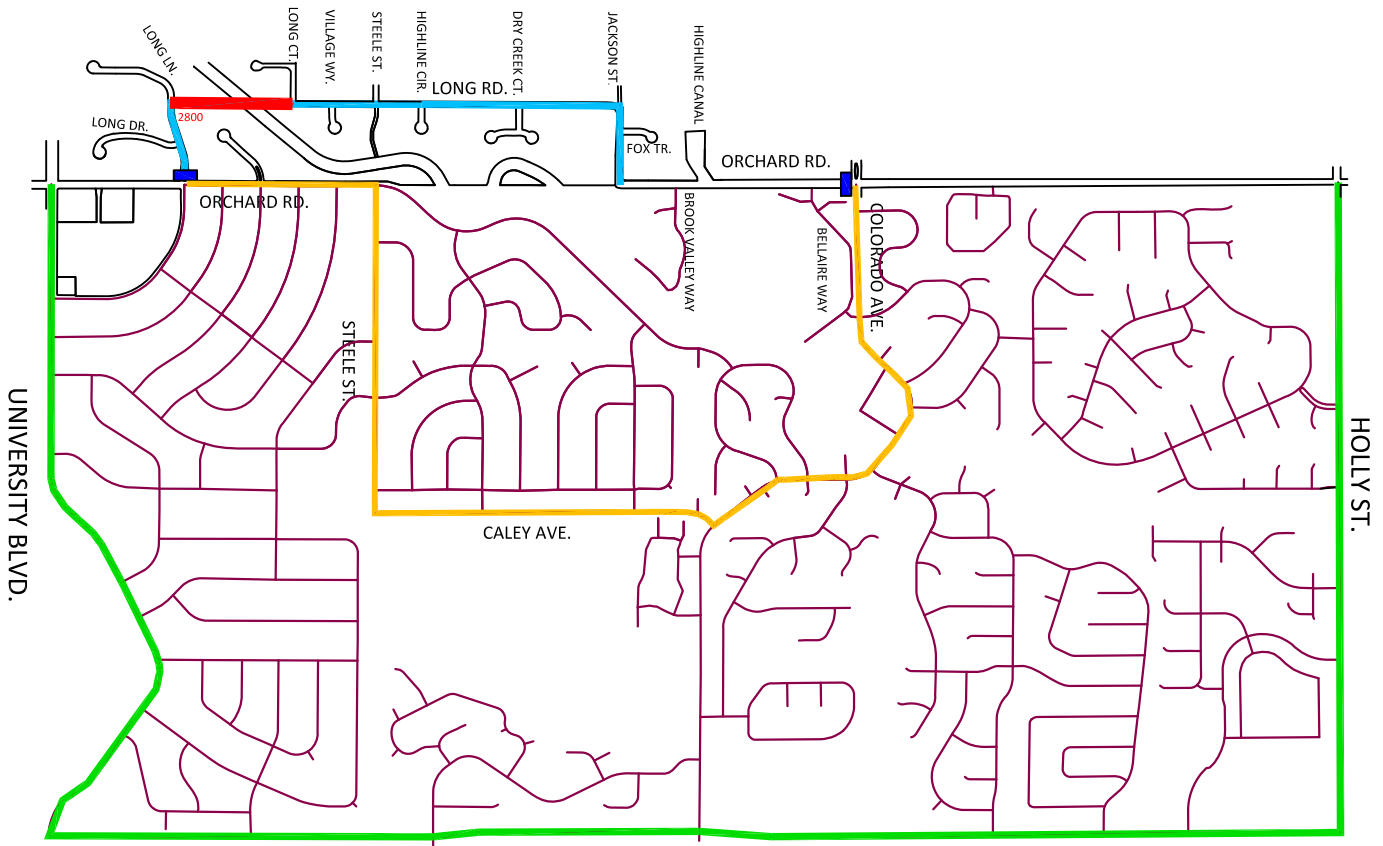 LONG LN.
LONG CT.
VILLAGE WY.
STEELE ST.
HIGHLINE CIR.
DRY CREEK CT.
JACKSON ST.
HIGHLINE CANAL
LONG RD.
2800
LONG DR.
FOX TR.
ORCHARD RD.
ORCHARD RD.
BROOK VALLEY WAY
BELLAIRE WAY
COLORADO AVE.
STEELE ST.
UNIVERSITY BLVD.
HOLLY ST.
CALEY AVE.